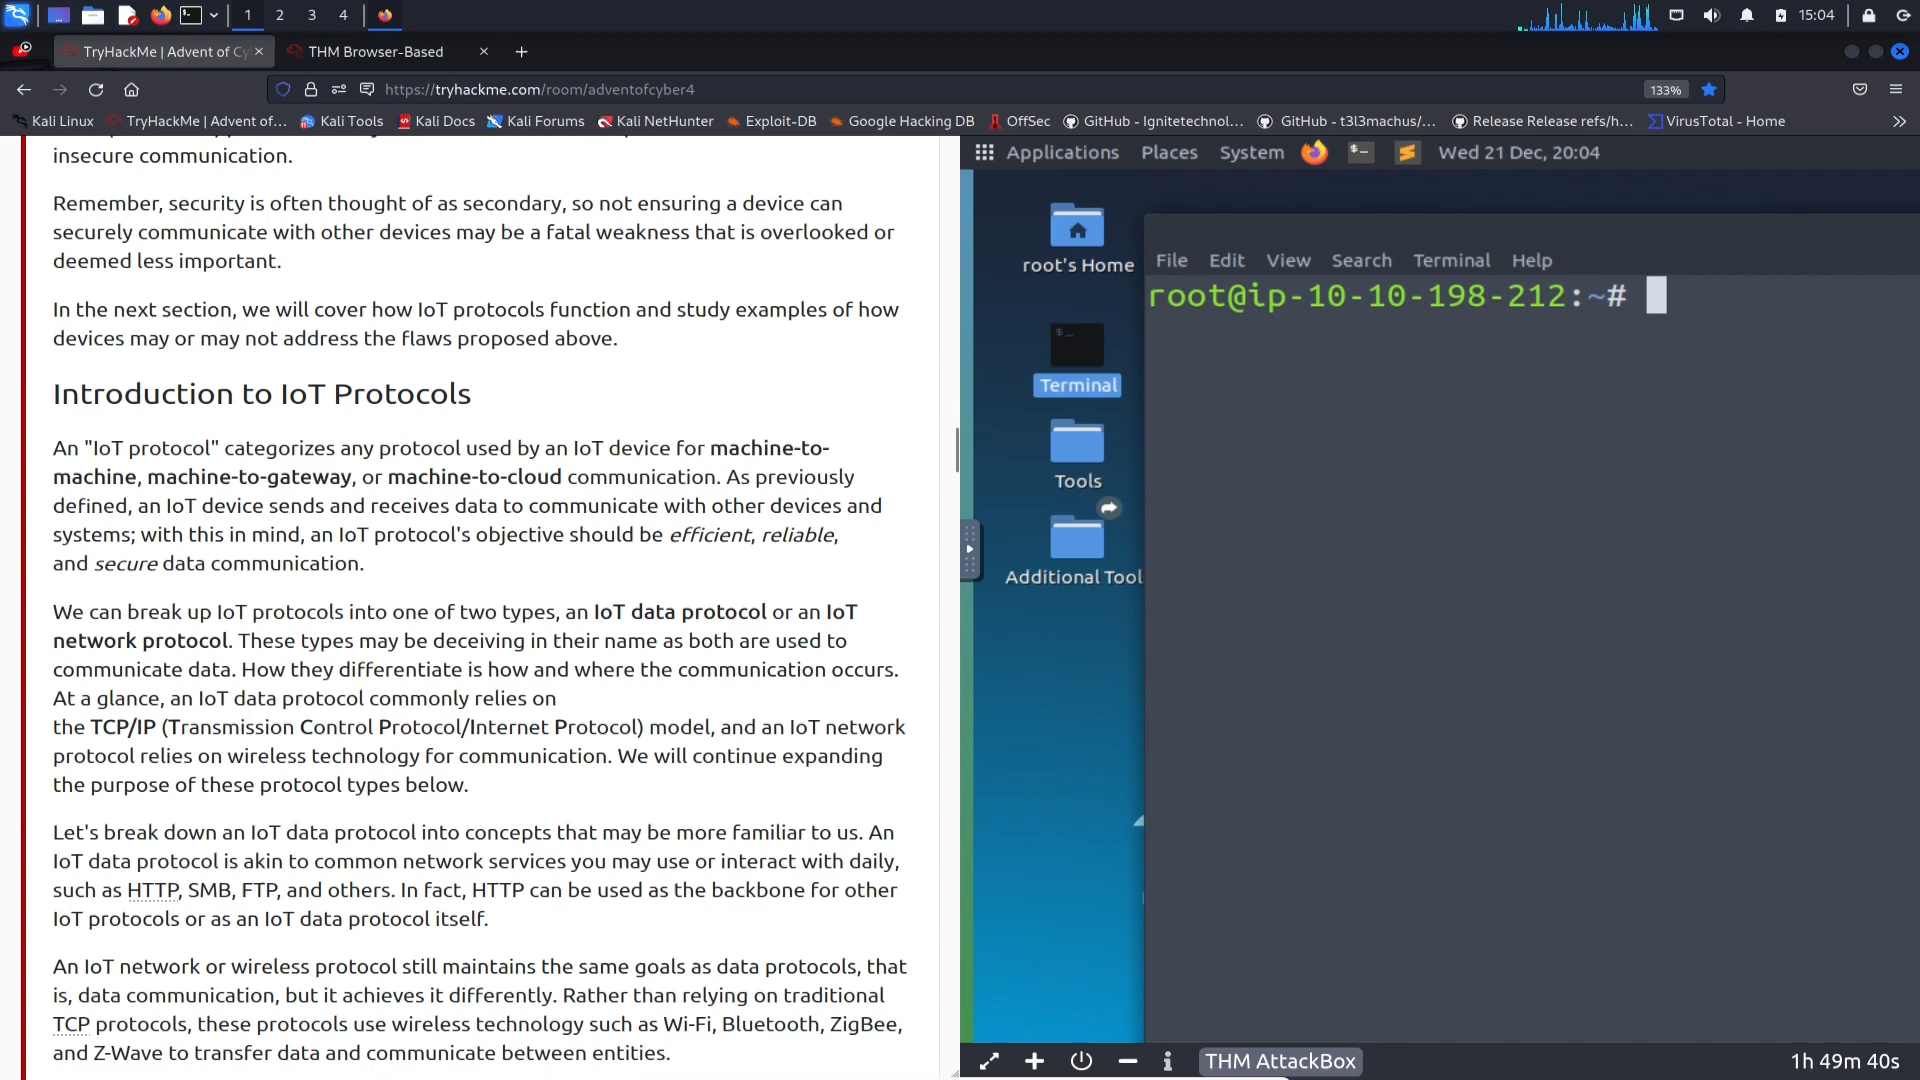 1 2 3 4 15:04
TryHackMe | Advent of Cy
THM Browser-Based
https://tryhackme.com/room/adventofcyber4
133%
Kali Linux TryHackMe | Advent of... Kali Tools Kali Docs Kali Forums Kali NetHunter Exploit-DB Google Hacking DB OffSec GitHub - Ignitetechnol... GitHub - t3l3machus/... Release Release refs/h... VirusTotal - Home
insecure communication.
Remember, security is often thought of as secondary, so not ensuring a device can
securely communicate with other devices may be a fatal weakness that is overlooked or
deemed less important.
In the next section, we will cover how IoT protocols function and study examples of how
devices may or may not address the flaws proposed above.
Introduction to IoT Protocols
An "IoT protocol" categorizes any protocol used by an IoT device for machine-to-
machine, machine-to-gateway, or machine-to-cloud communication. As previously
defined, an IoT device sends and receives data to communicate with other devices and
systems; with this in mind, an IoT protocol's objective should be efficient, reliable,
and secure data communication.
We can break up IoT protocols into one of two types, an IoT data protocol or an IoT
network protocol. These types may be deceiving in their name as both are used to
communicate data. How they differentiate is how and where the communication occurs.
At a glance, an IoT data protocol commonly relies on
the TCP/IP (Transmission Control Protocol/Internet Protocol) model, and an IoT network
protocol relies on wireless technology for communication. We will continue expanding
the purpose of these protocol types below.
Let's break down an IoT data protocol into concepts that may be more familiar to us. An
IoT data protocol is akin to common network services you may use or interact with daily,
such as HTTP, SMB, FTP, and others. In fact, HTTP can be used as the backbone for other
IoT protocols or as an IoT data protocol itself.
An IoT network or wireless protocol still maintains the same goals as data protocols, that
is, data communication, but it achieves it differently. Rather than relying on traditional
TCP protocols, these protocols use wireless technology such as Wi-Fi, Bluetooth, ZigBee,
and Z-Wave to transfer data and communicate between entities.
Applications Places System Wed 21 Dec, 20:04
root's Home
Terminal
Tools
Additional Tool
File Edit View Search Terminal Help
root@ip-10-10-198-212:~#
THM AttackBox
1h 49m 40s